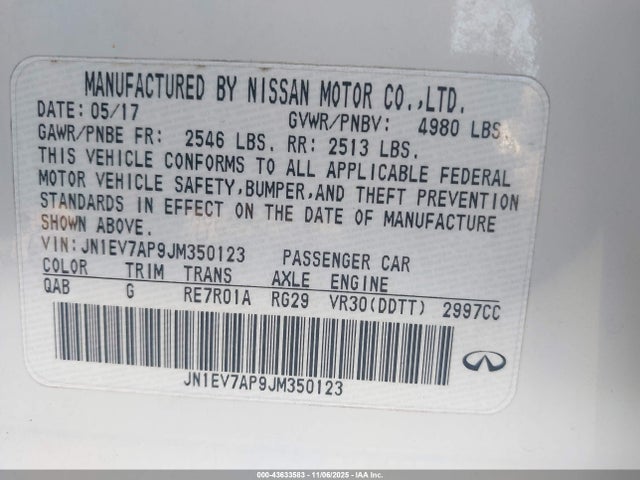 MANUFACTURED BY NISSAN MOTOR CO.,LTD.
DATE: 05/17 GVWR/PNBV: 4980 LBS
GAWR/PNBE FR: 2546 LBS. RR: 2513 LBS.
THIS VEHICLE CONFORMS TO ALL APPLICABLE FEDERAL
MOTOR VEHICLE SAFETY,BUMPER,AND THEFT PREVENTION
STANDARDS IN EFFECT ON THE DATE OF MANUFACTURE
SHOWN ABOVE.
VIN:JN1EV7AP9JM350123 PASSENGER CAR
COLOR TRIM TRANS AXLE ENGINE
QAB G RE7R01A RG29 VR30(DDTT) 2997CC
JN1EV7AP9JM350123
INFINITI
000-43633583 - 11/06/2025 - IAA Inc.